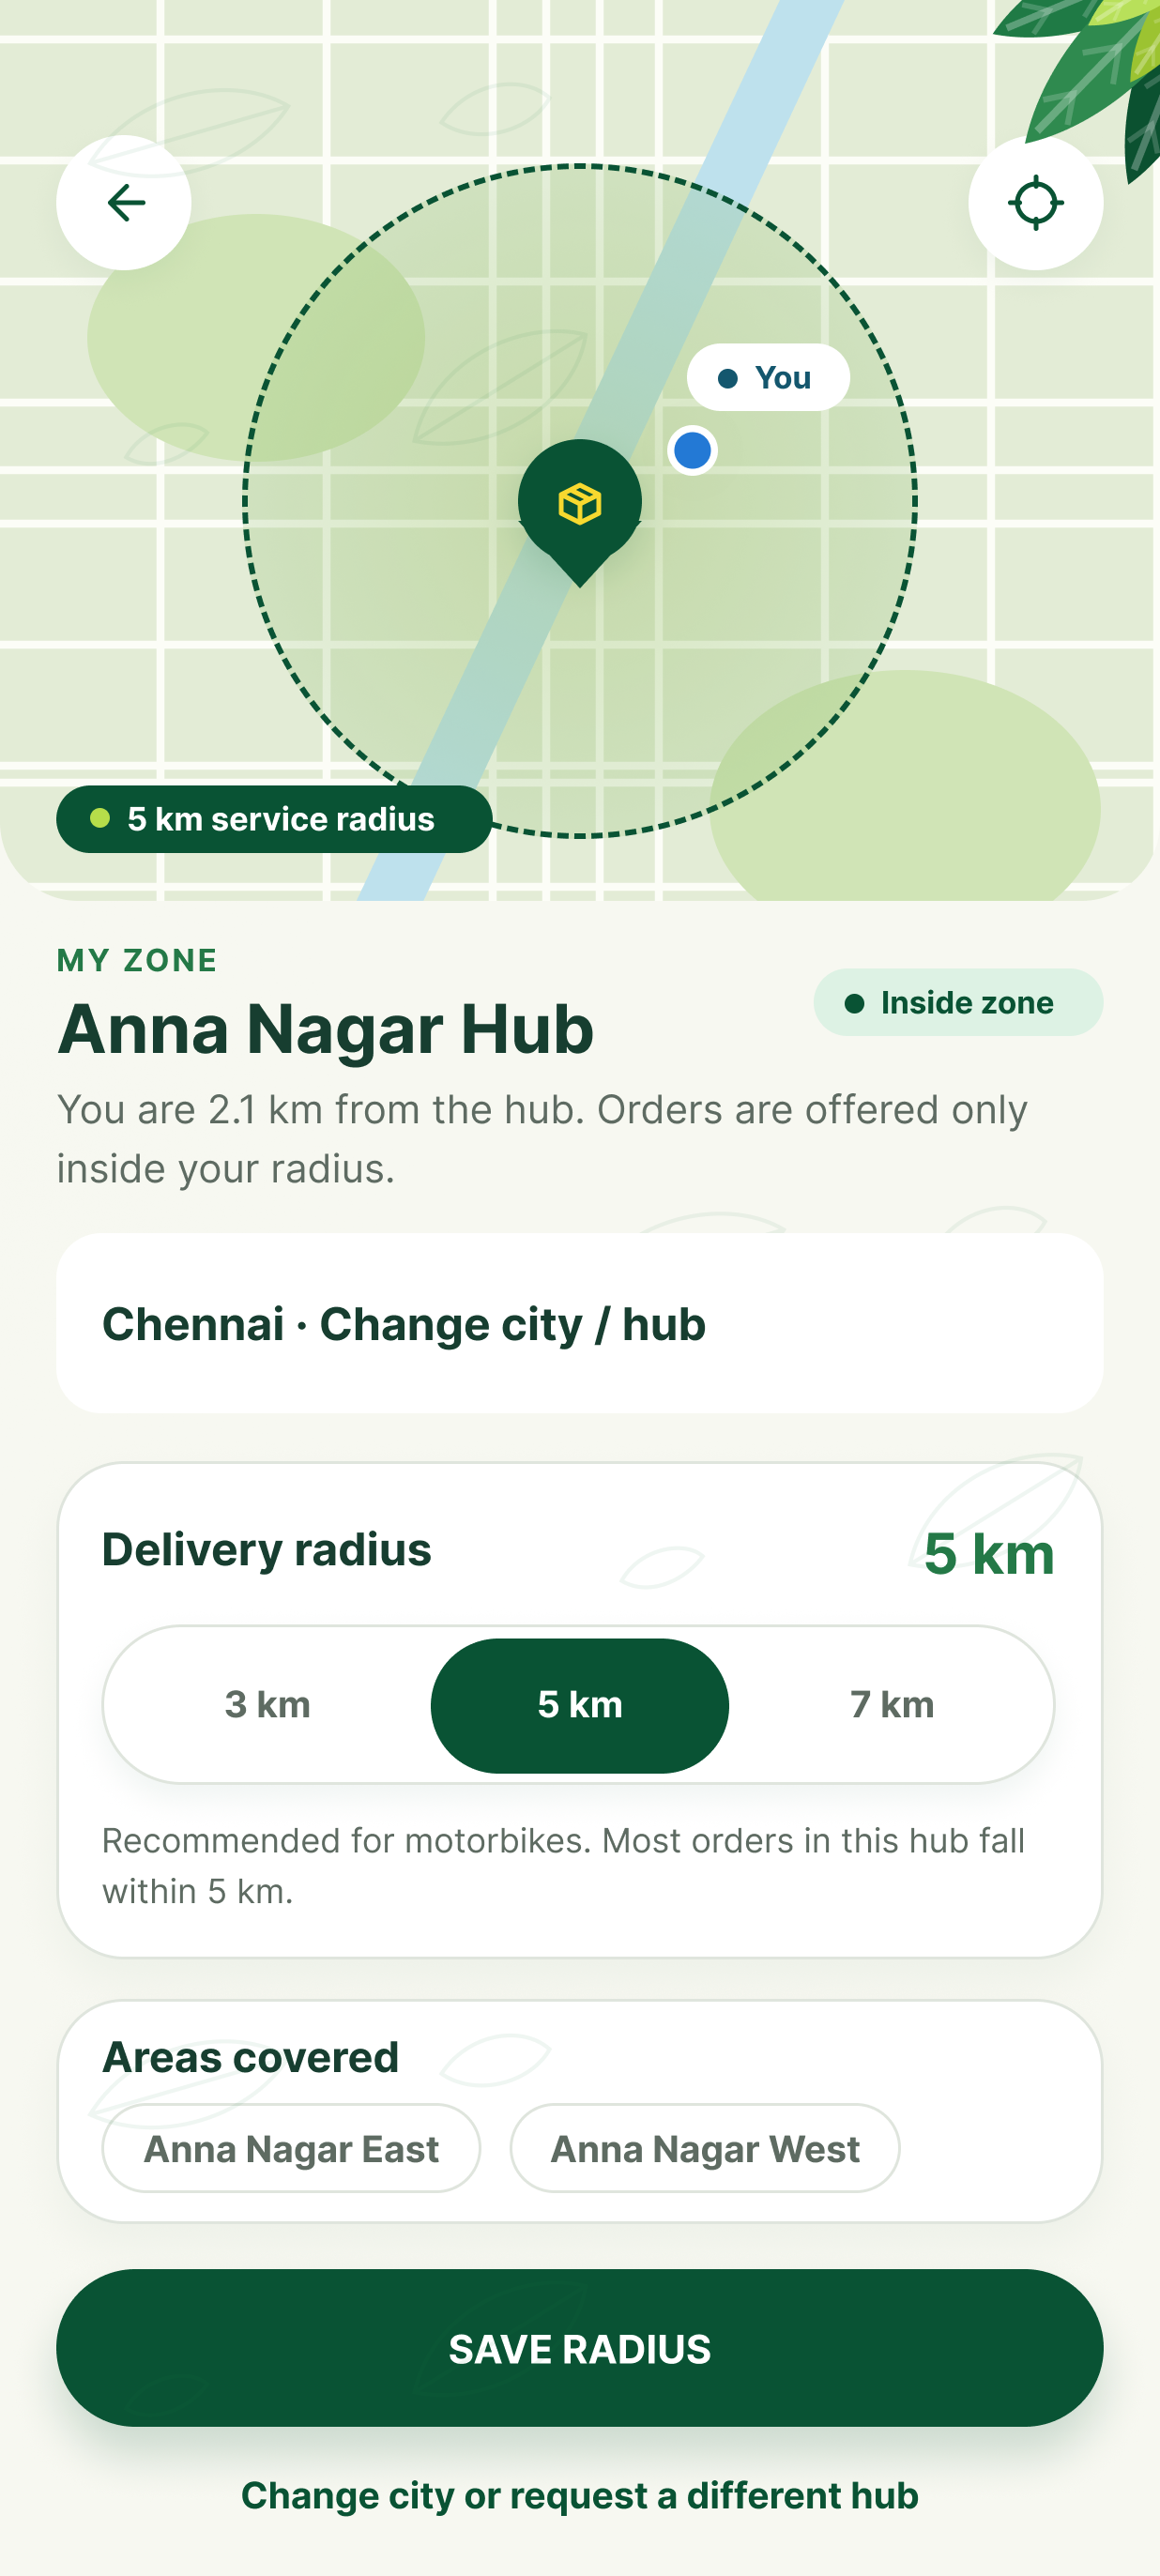 You
5 km service radius
MY ZONE
Anna Nagar Hub
Inside zone
You are 2.1 km from the hub. Orders are offered only
inside your radius.
Chennai · Change city / hub
Delivery radius
5 km
3 km
5 km
7 km
Recommended for motorbikes. Most orders in this hub fall
within 5 km.
Areas covered
Anna Nagar East
Anna Nagar West
SAVE RADIUS
Change city or request a different hub